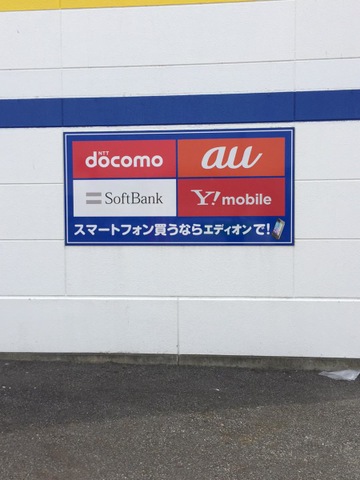 NTT
docomo
au
SoftBank
Y! mobile
スマートフォン買うならエディオンで!